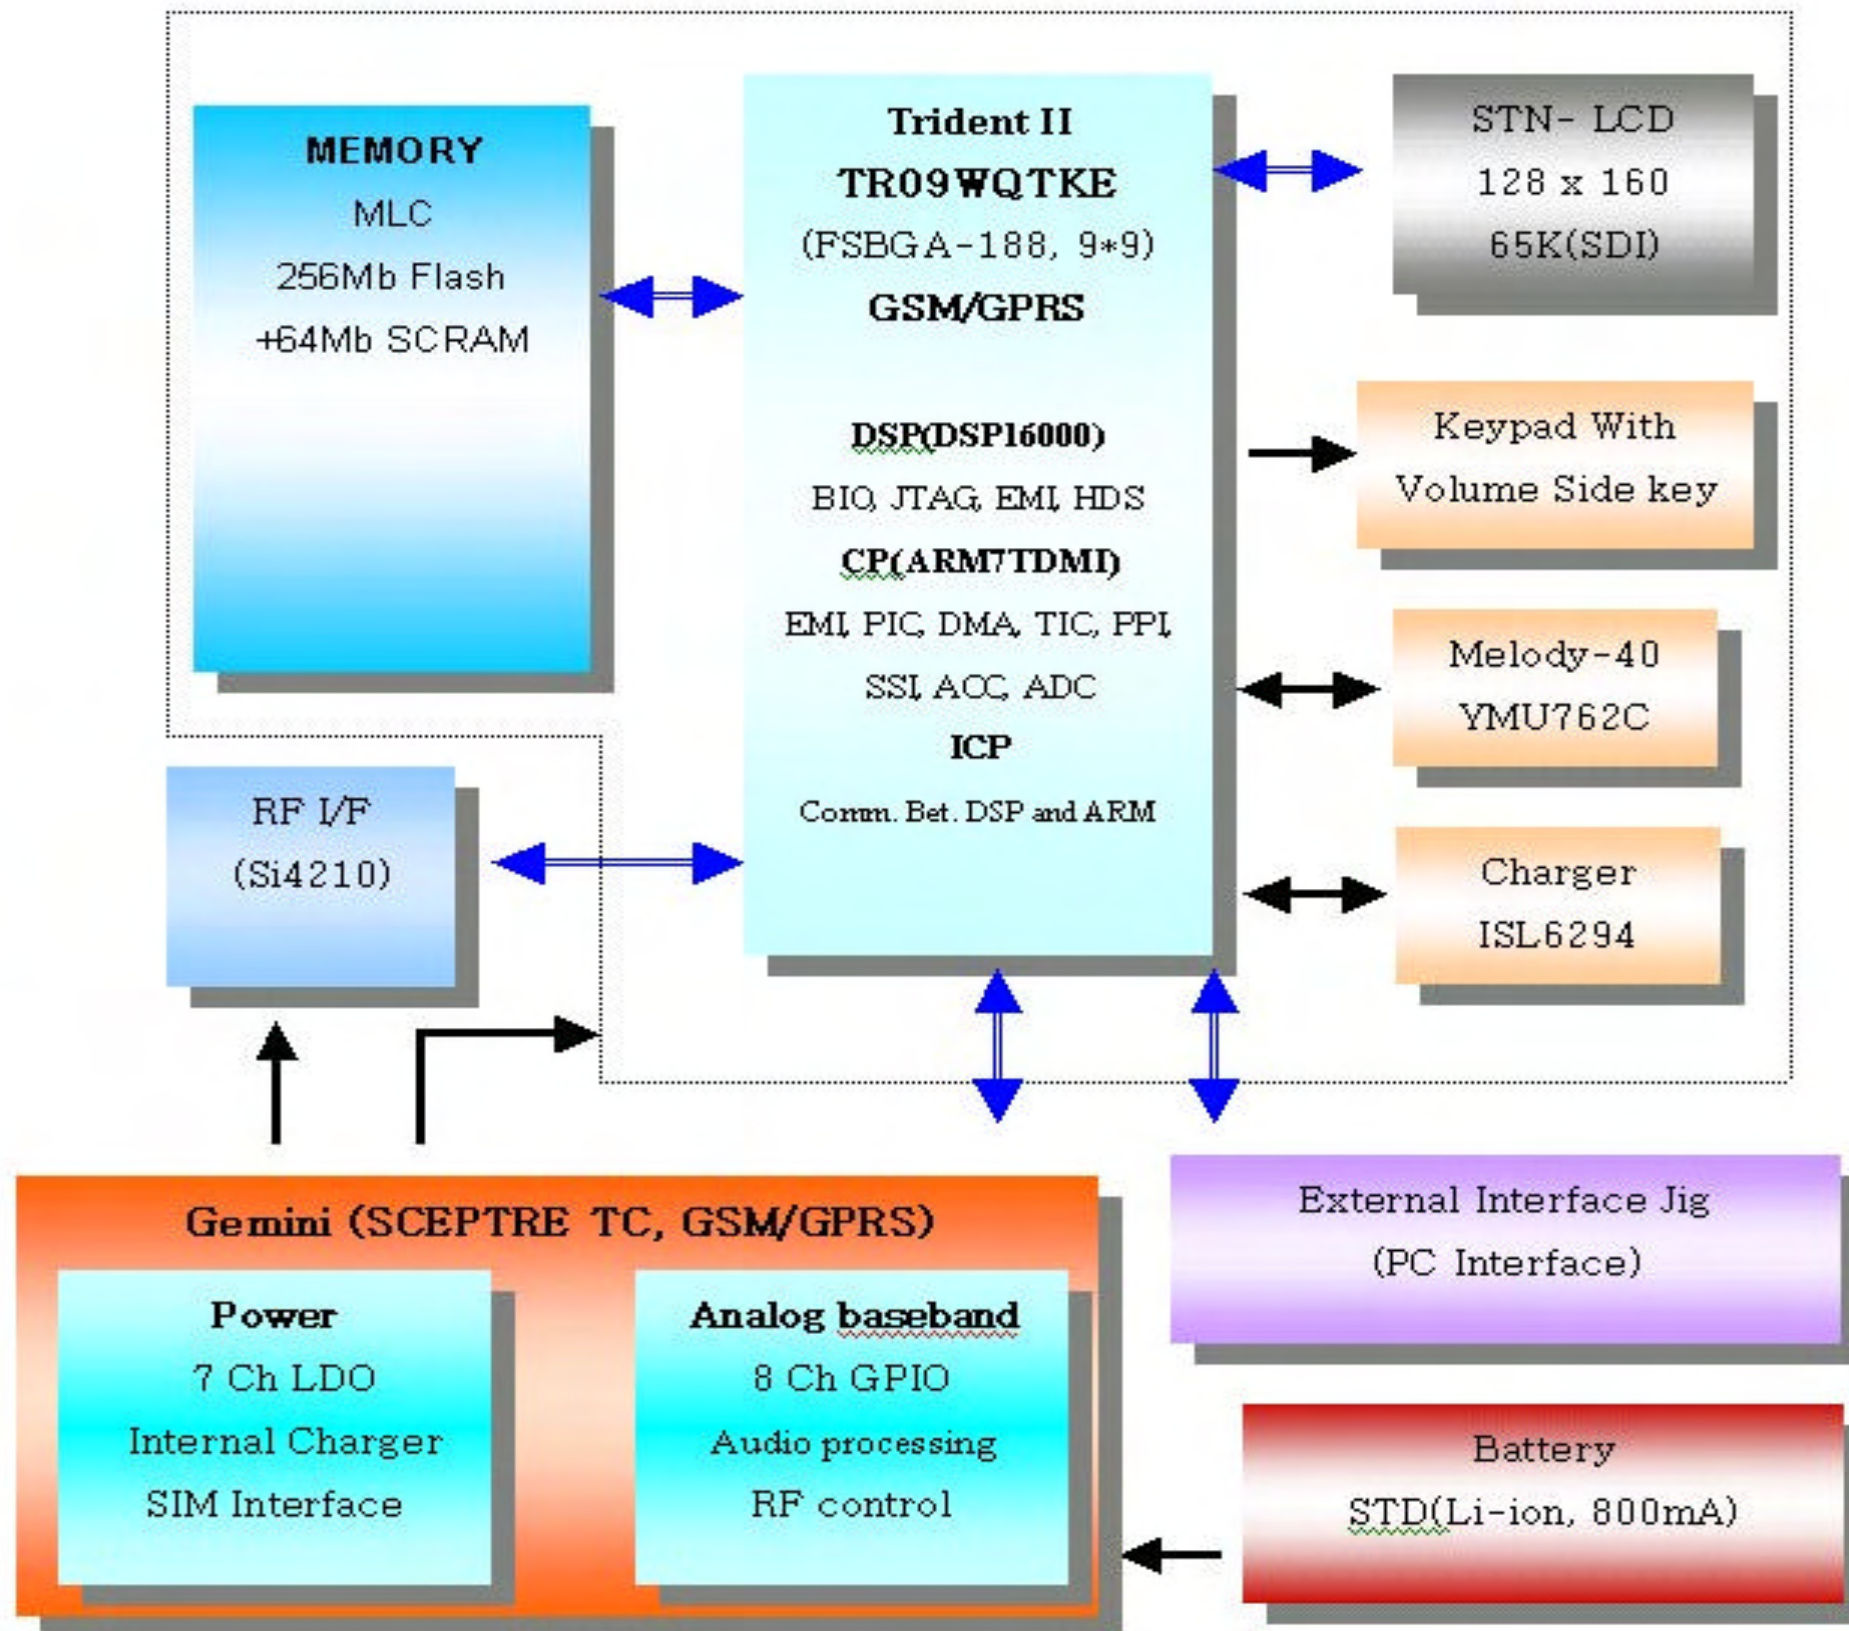 MEMORY
MLC
256Mb Flash
+64Mb SCRAM
Trident II
TR09WQTKE
(FSBGA-188, 9*9)
GSM/GPRS
DSP(DSP16000)
BIO, JTAG, EMI, HDS
CP(ARM7TDMI)
EMI, PIC, DMA, TIC, PPI,
SSI, ACC, ADC
ICP
Comm. Bet. DSP and ARM
STN- LCD
128 x 160
65K(SDI)
Keypad With
Volume Side key
Melody-40
YMU762C
Charger
ISL6294
RF I/F
(Si4210)
Gemini (SCEPTRE TC, GSM/GPRS)
Power
7 Ch LDO
Internal Charger
SIM Interface
Analog baseband
8 Ch GPIO
Audio processing
RF control
External Interface Jig
(PC Interface)
Battery
STD(Li-ion, 800mA)